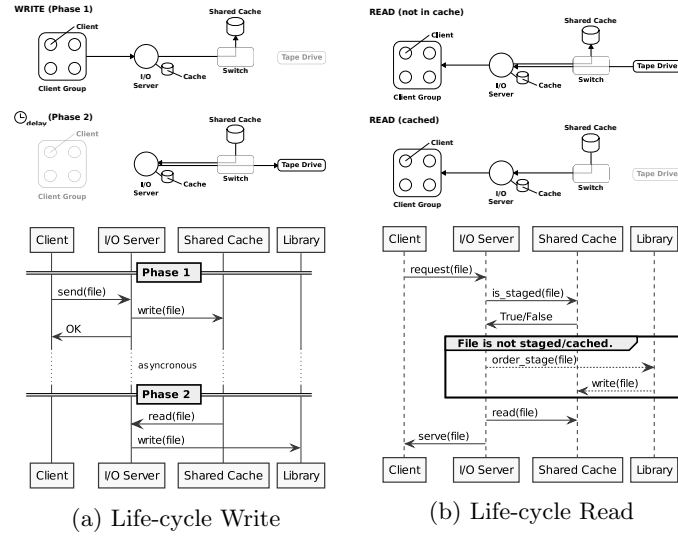 WRITE (Phase 1)
Shared Cache
Client
Tape Drive
I/O
Server
Cache
Switch
Client Group
delay (Phase 2)
Shared Cache
Client
Tape Drive
I/O
Server
Cache
Switch
Client Group
Client
I/O Server
Shared Cache
Library
Phase 1
send(file)
write(file)
OK
asyncronous
Phase 2
read(file)
write(file)
Client
I/O Server
Shared Cache
Library
(a) Life-cycle Write
READ (not in cache)
Shared Cache
Client
Tape Drive
I/O
Server
Cache
Switch
Client Group
READ (cached)
Shared Cache
Client
Tape Drive
I/O
Server
Cache
Switch
Client Group
Client
I/O Server
Shared Cache
Library
request(file)
is_staged(file)
True/False
File is not staged/cached.
order_stage(file)
write(file)
read(file)
serve(file)
Client
I/O Server
Shared Cache
Library
(b) Life-cycle Read